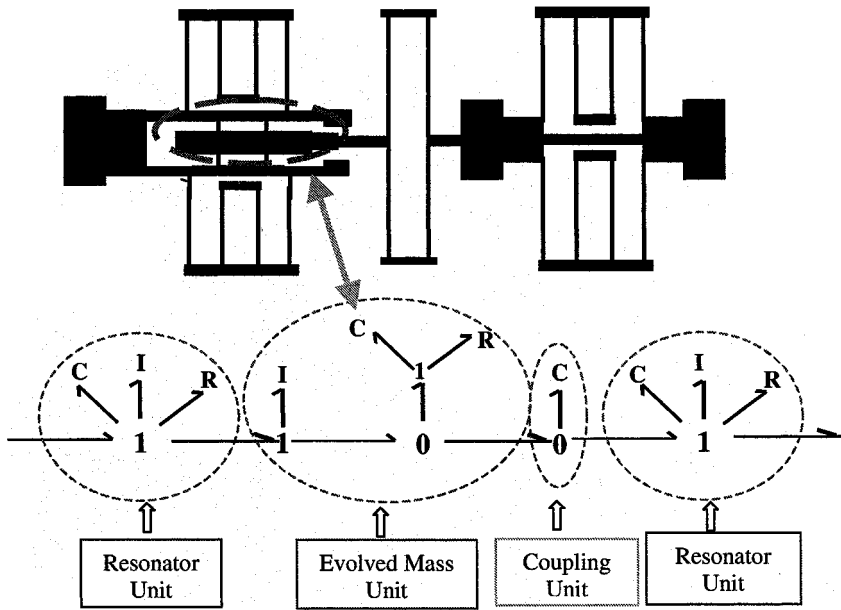 C
R
I
C
I
R
I
C
C
I
R
1
1
1
0
0
1
Resonator
Unit
Evolved Mass
Unit
Coupling
Unit
Resonator
Unit